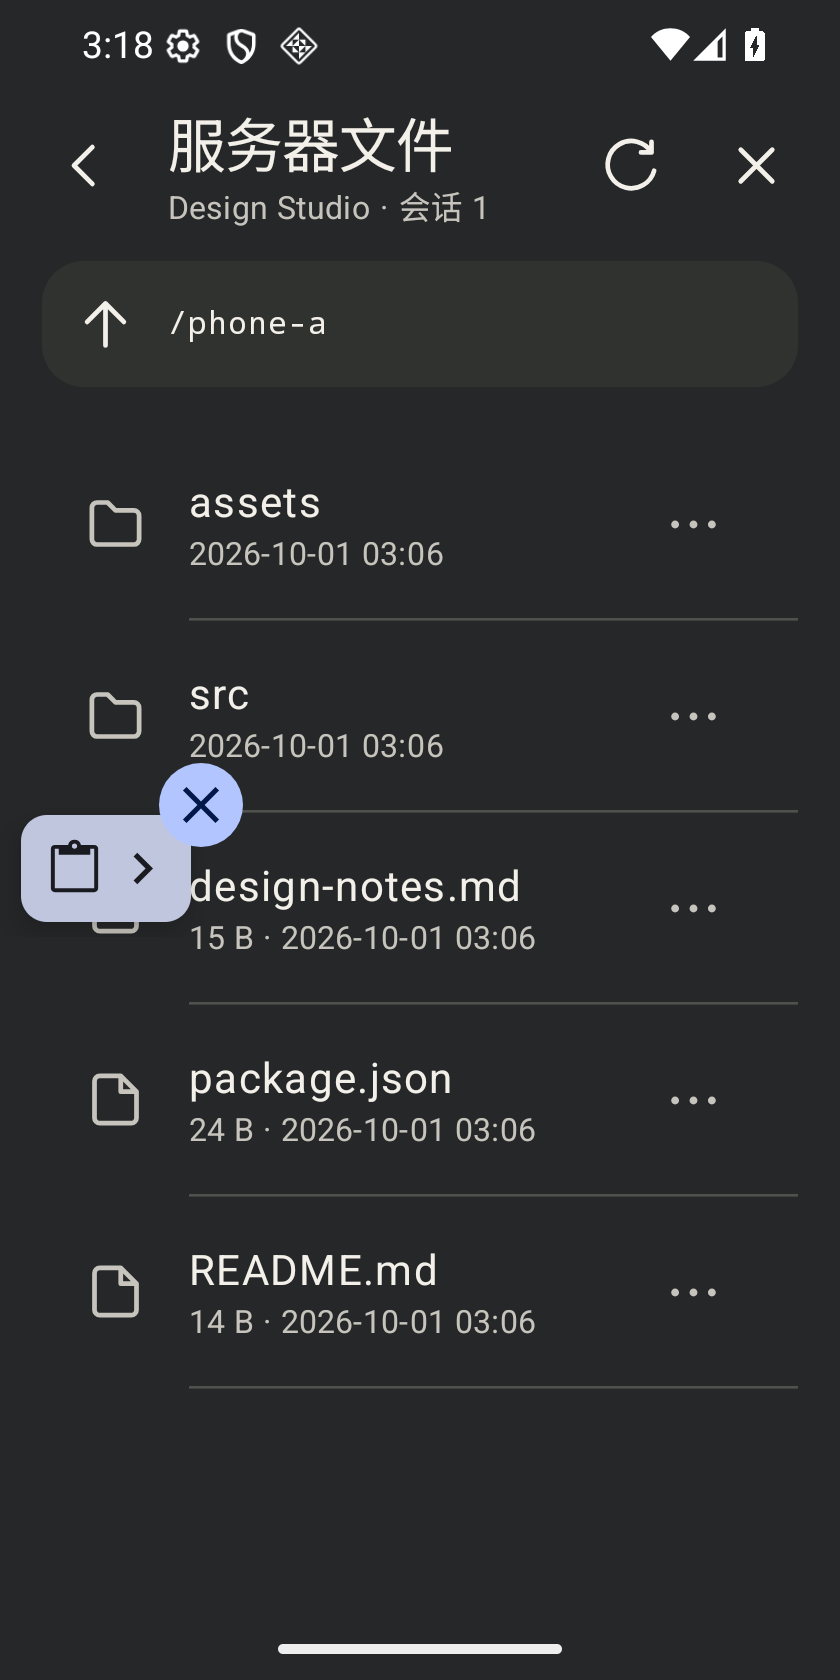 3:18
服务器文件
Design Studio · 会话 1
/phone-a
assets
2026-10-01 03:06
src
2026-10-01 03:06
design-notes.md
15 B · 2026-10-01 03:06
package.json
24 B · 2026-10-01 03:06
README.md
14 B · 2026-10-01 03:06